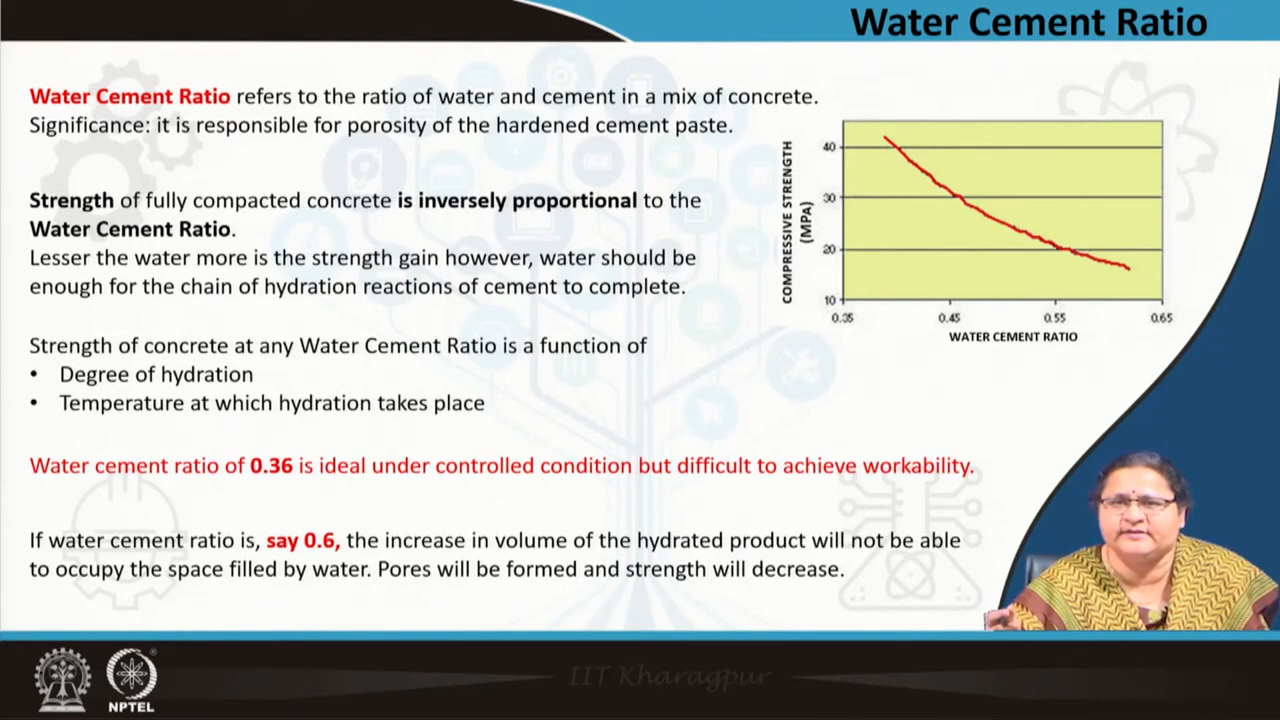 Water Cement Ratio
Water Cement Ratio refers to the ratio of water and cement in a mix of concrete.
Significance: it is responsible for porosity of the hardened cement paste.
Strength of fully compacted concrete is inversely proportional to the
Water Cement Ratio.
Lesser the water more is the strength gain however, water should be
enough for the chain of hydration reactions of cement to complete.
Strength of concrete at any Water Cement Ratio is a function of
• Degree of hydration
• Temperature at which hydration takes place
COMPRESSIVE STRENGTH
(MPA)
40
30
20
10
0.35 0.45 0.55 0.65
WATER CEMENT RATIO
Water cement ratio of 0.36 is ideal under controlled condition but difficult to achieve workability.
If water cement ratio is, say 0.6, the increase in volume of the hydrated product will not be able
to occupy the space filled by water. Pores will be formed and strength will decrease.
IIT Kharagpur
NPTEL